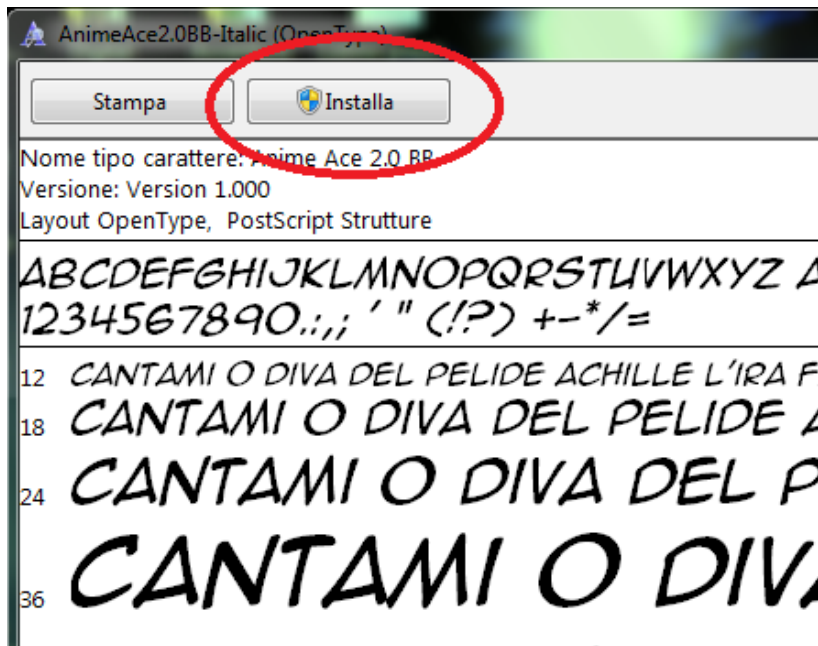 AnimeAce2.0BB-Italic (OpenType)
Stampa Installa
Nome tipo carattere: Anime Ace 2.0 BB
Versione: Version 1.000
Layout OpenType, PostScript Strutture
ABCDEFGHIJKLMNOPQRSTUVWXYZ A
1234567890.:,; ' " (!?) +-*/=
12 CANTAMI O DIVA DEL PELIDE ACHILLE L'IRA F
18 CANTAMI O DIVA DEL PELIDE A
24 CANTAMI O DIVA DEL P
36 CANTAMI O DIVA